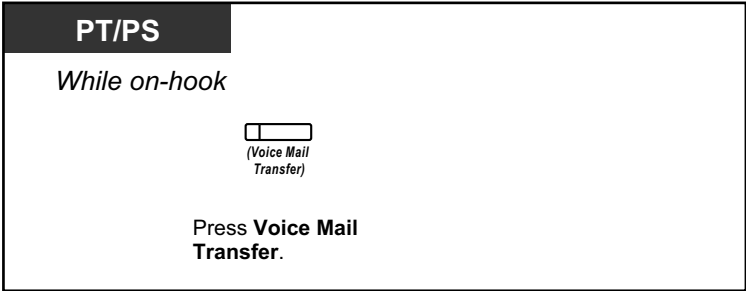 PT/PS
While on-hook
(Voice Mail
Transfer)
Press Voice Mail
Transfer.